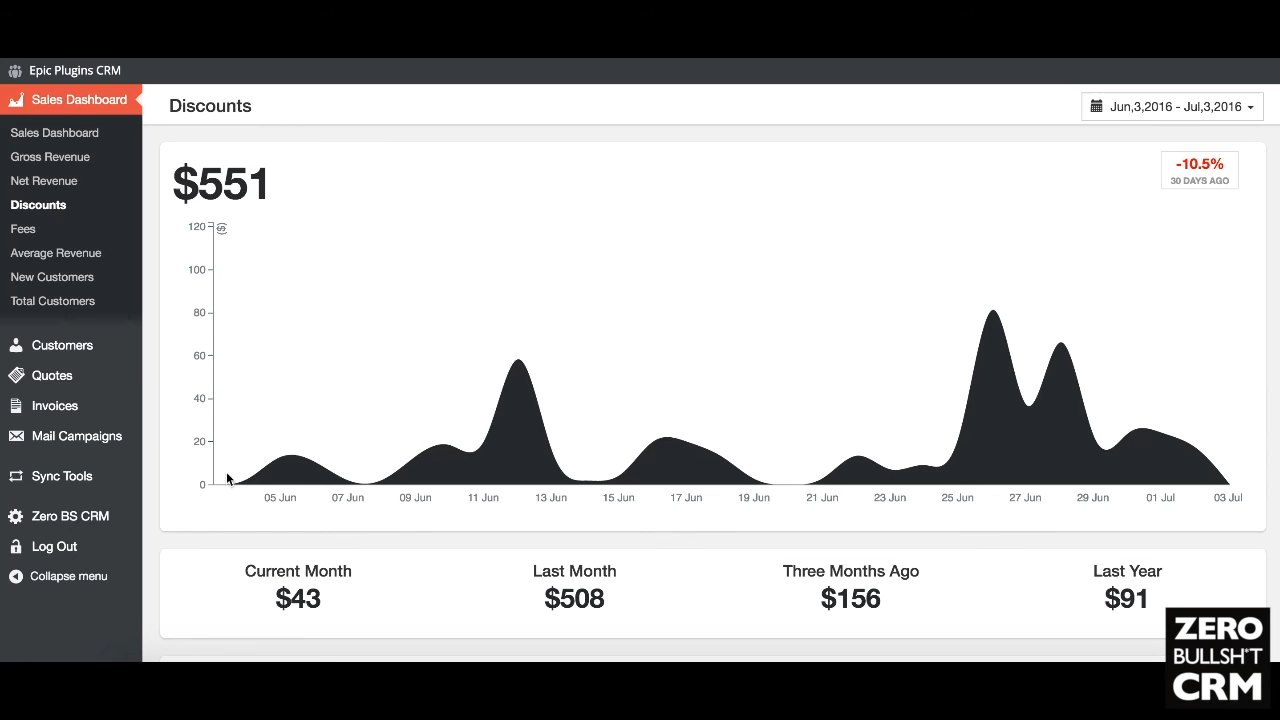 Epic Plugins CRM
Sales Dashboard
Sales Dashboard
Gross Revenue
Net Revenue
Discounts
Fees
Average Revenue
New Customers
Total Customers
Customers
Quotes
Invoices
Mail Campaigns
Sync Tools
Zero BS CRM
Log Out
Collapse menu
Discounts
Jun,3,2016 - Jul,3,2016
$551
-10.5%
30 DAYS AGO
($)
120
100
80
60
40
20
0
05 Jun 07 Jun 09 Jun 11 Jun 13 Jun 15 Jun 17 Jun 19 Jun 21 Jun 23 Jun 25 Jun 27 Jun 29 Jun 01 Jul 03 Jul
Current Month Last Month Three Months Ago Last Year
$43 $508 $156 $91
ZERO
BULLSH*T
CRM